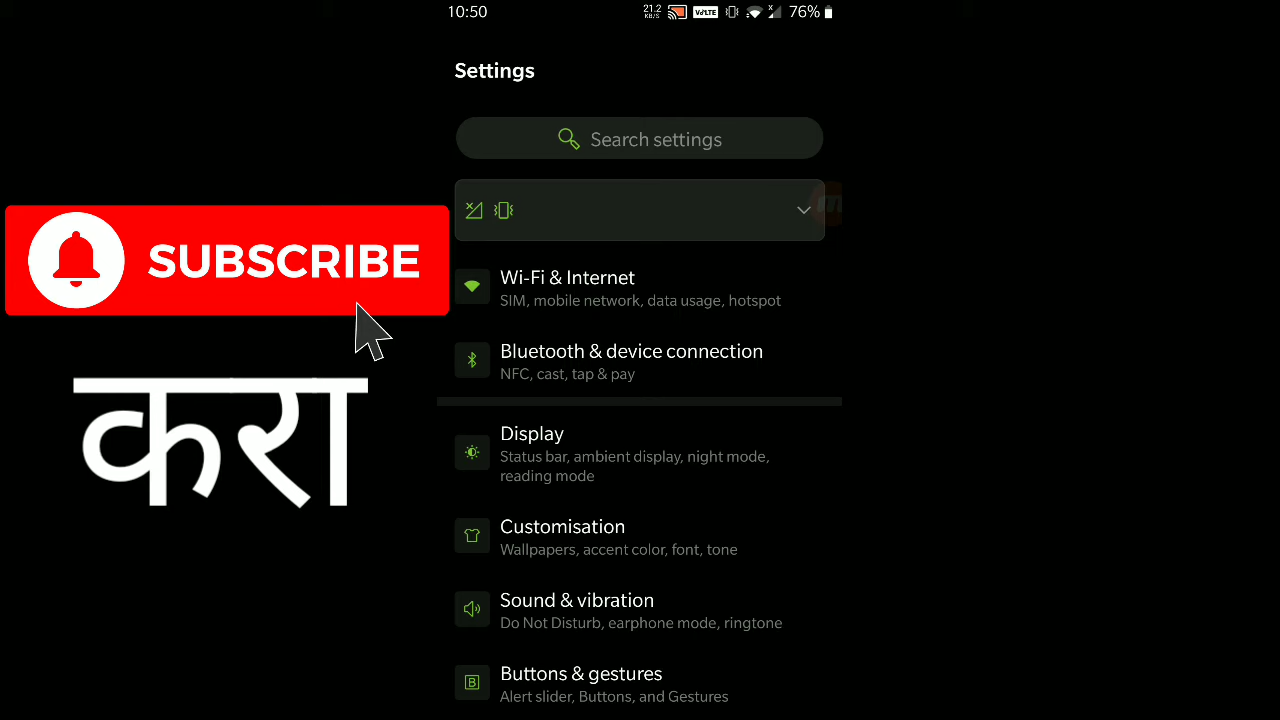 10:50 21.2 KB/S VoLTE 76%
Settings
Search settings
SUBSCRIBE
करा
Wi-Fi & Internet
SIM, mobile network, data usage, hotspot
Bluetooth & device connection
NFC, cast, tap & pay
Display
Status bar, ambient display, night mode,
reading mode
Customisation
Wallpapers, accent color, font, tone
Sound & vibration
Do Not Disturb, earphone mode, ringtone
Buttons & gestures
Alert slider, Buttons, and Gestures